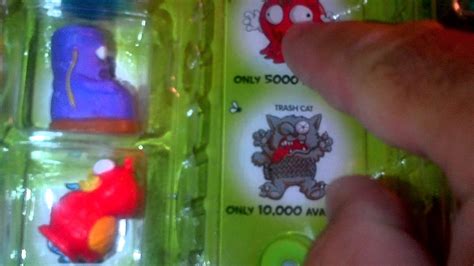 ONLY 5000
TRASH CAT
ONLY 10,000 AVA